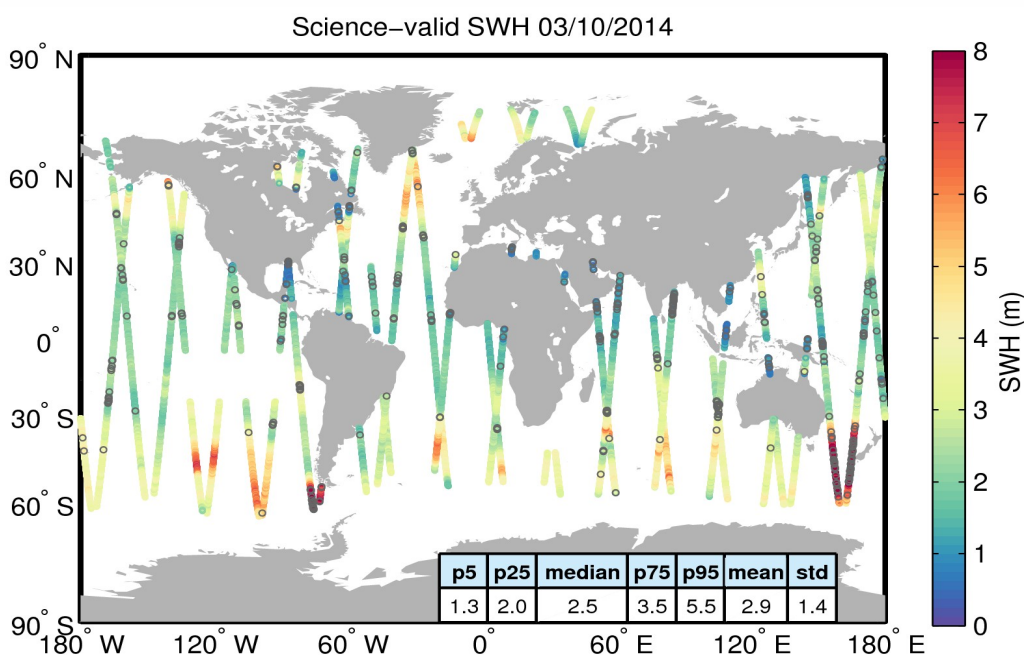 Science−valid SWH 03/10/2014
90° N
60° N
30° N
0°
30° S
60° S
90° S
180° W
120° W
60° W
0°
60° E
120° E
180° E
p5 p25 median p75 p95 mean std
1.3 2.0 2.5 3.5 5.5 2.9 1.4
8
7
6
5
4
3
2
1
0
SWH (m)